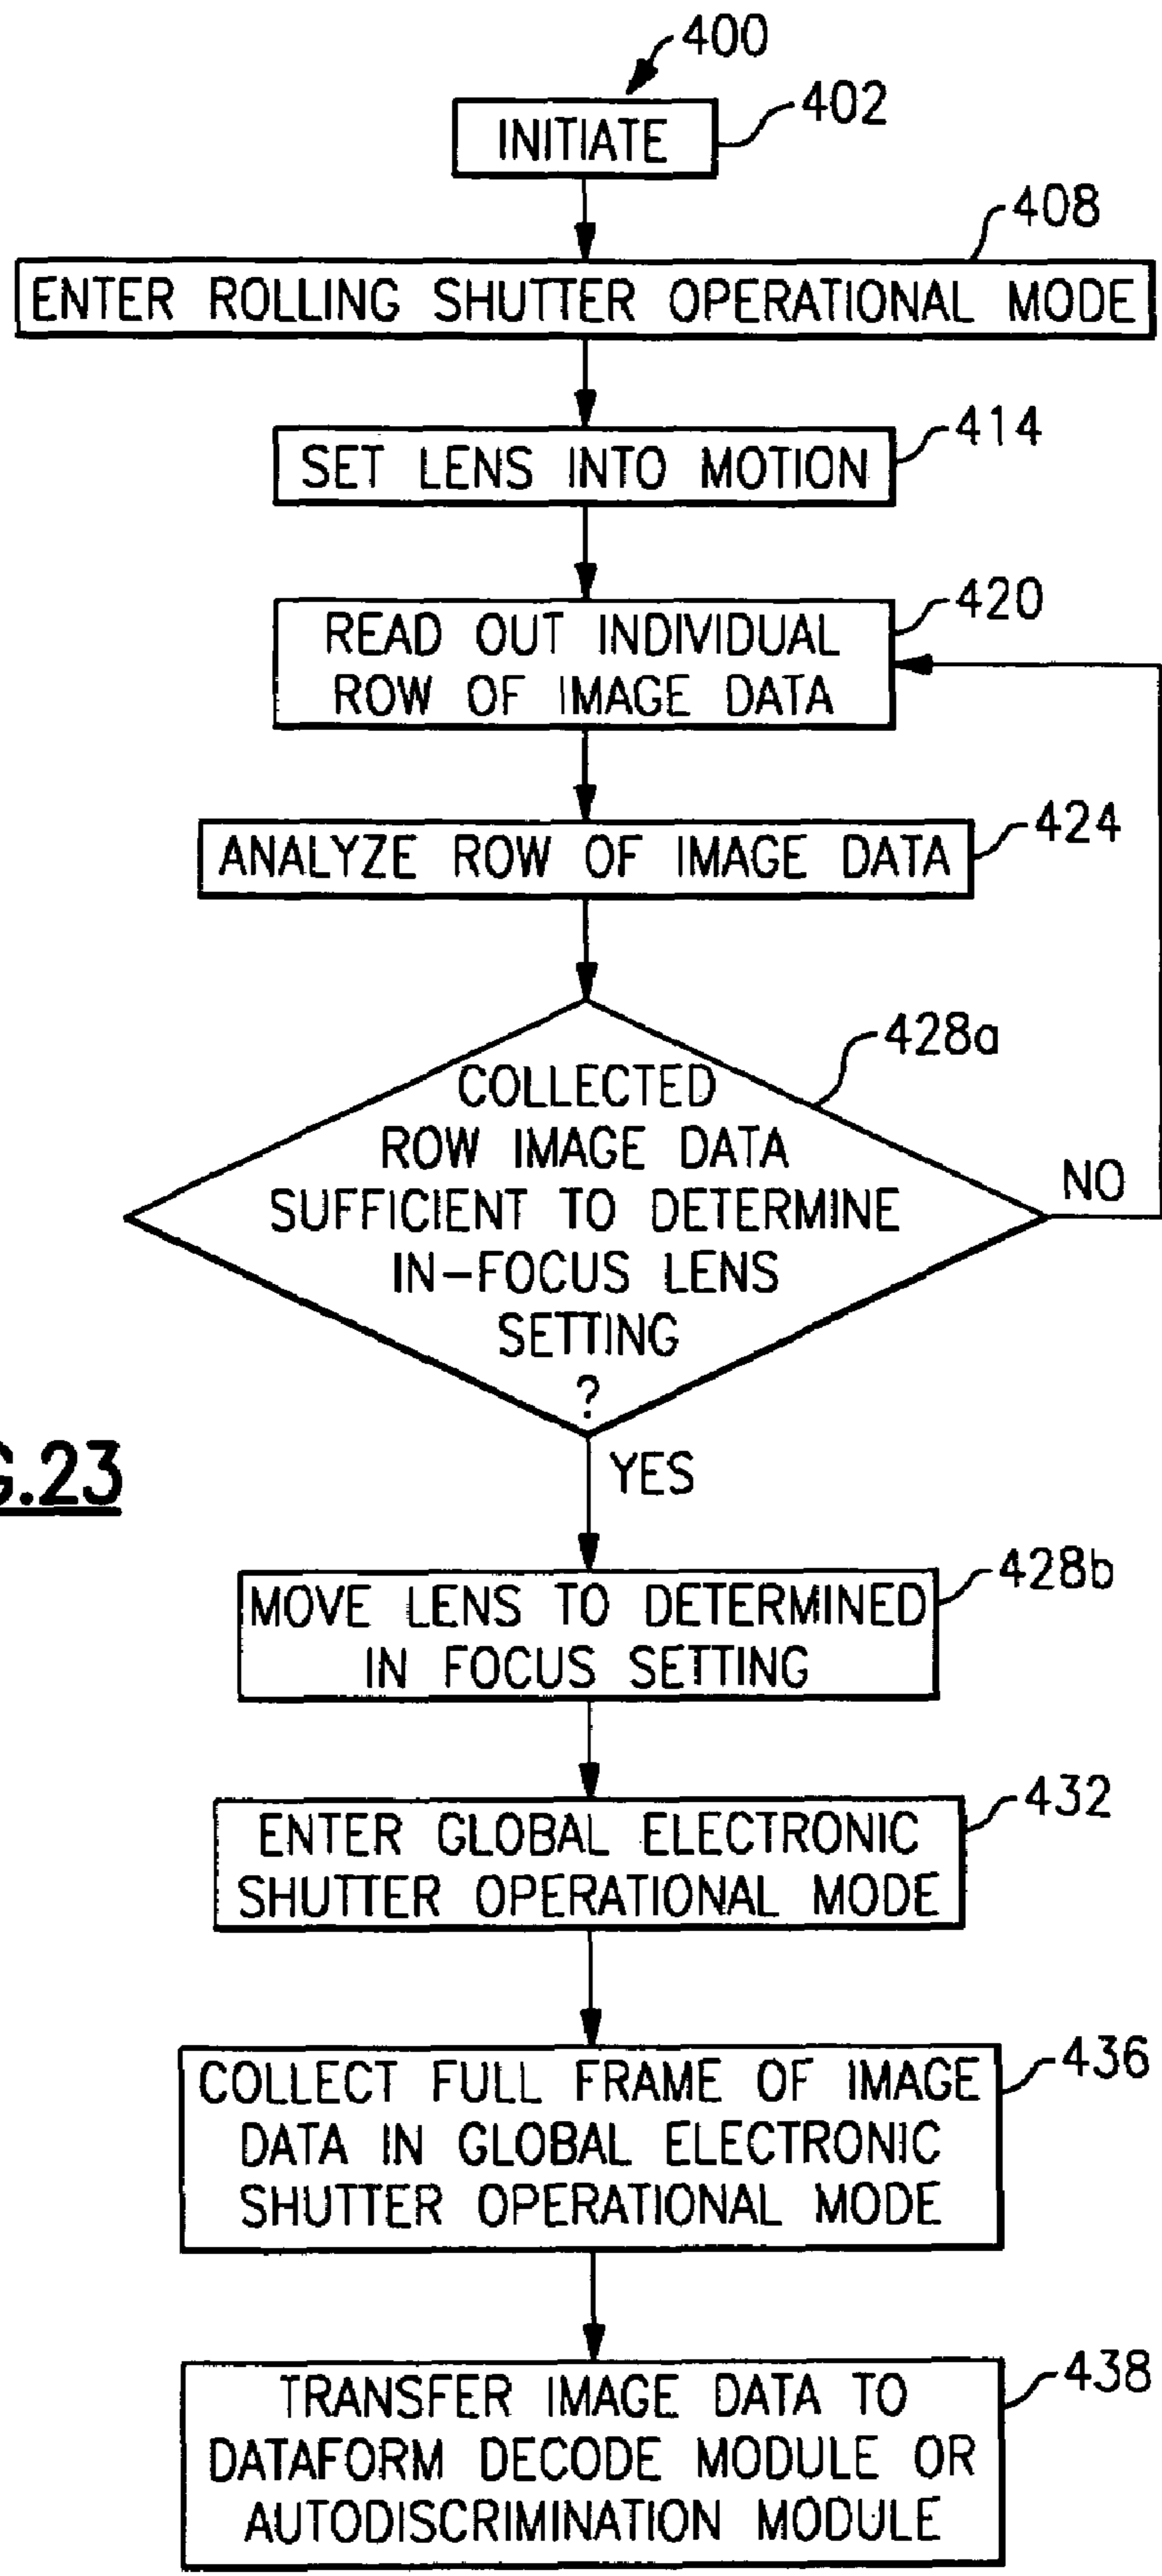 400
INITIATE
402
408
ENTER ROLLING SHUTTER OPERATIONAL MODE
414
SET LENS INTO MOTION
420
READ OUT INDIVIDUAL
ROW OF IMAGE DATA
424
ANALYZE ROW OF IMAGE DATA
428a
COLLECTED
ROW IMAGE DATA
SUFFICIENT TO DETERMINE
IN-FOCUS LENS
SETTING
?
NO
YES
G.23
428b
MOVE LENS TO DETERMINED
IN FOCUS SETTING
432
ENTER GLOBAL ELECTRONIC
SHUTTER OPERATIONAL MODE
436
COLLECT FULL FRAME OF IMAGE
DATA IN GLOBAL ELECTRONIC
SHUTTER OPERATIONAL MODE
438
TRANSFER IMAGE DATA TO
DATAFORM DECODE MODULE OR
AUTODISCRIMINATION MODULE